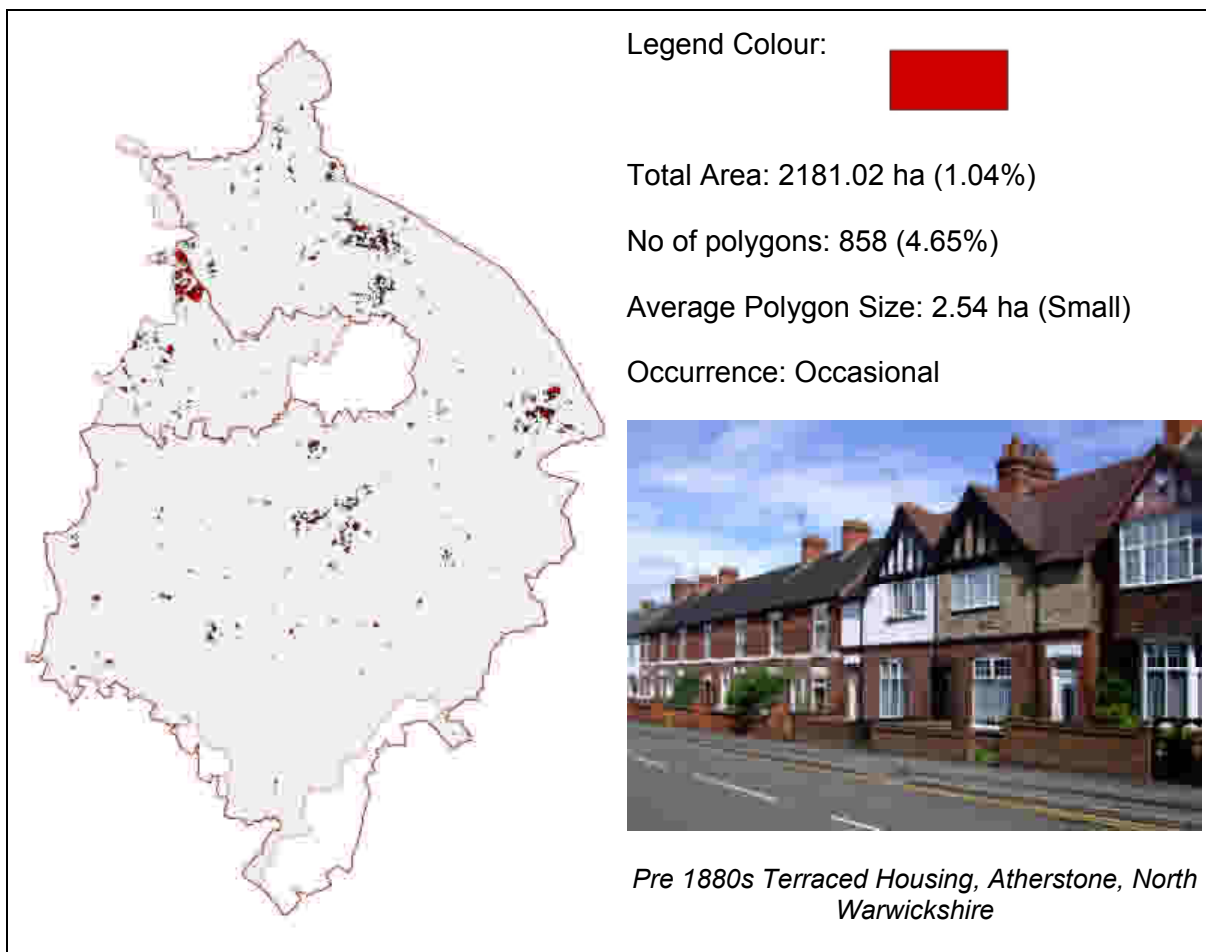 Legend Colour:
Total Area: 2181.02 ha (1.04%)
No of polygons: 858 (4.65%)
Average Polygon Size: 2.54 ha (Small)
Occurrence: Occasional
Pre 1880s Terraced Housing, Atherstone, North
Warwickshire